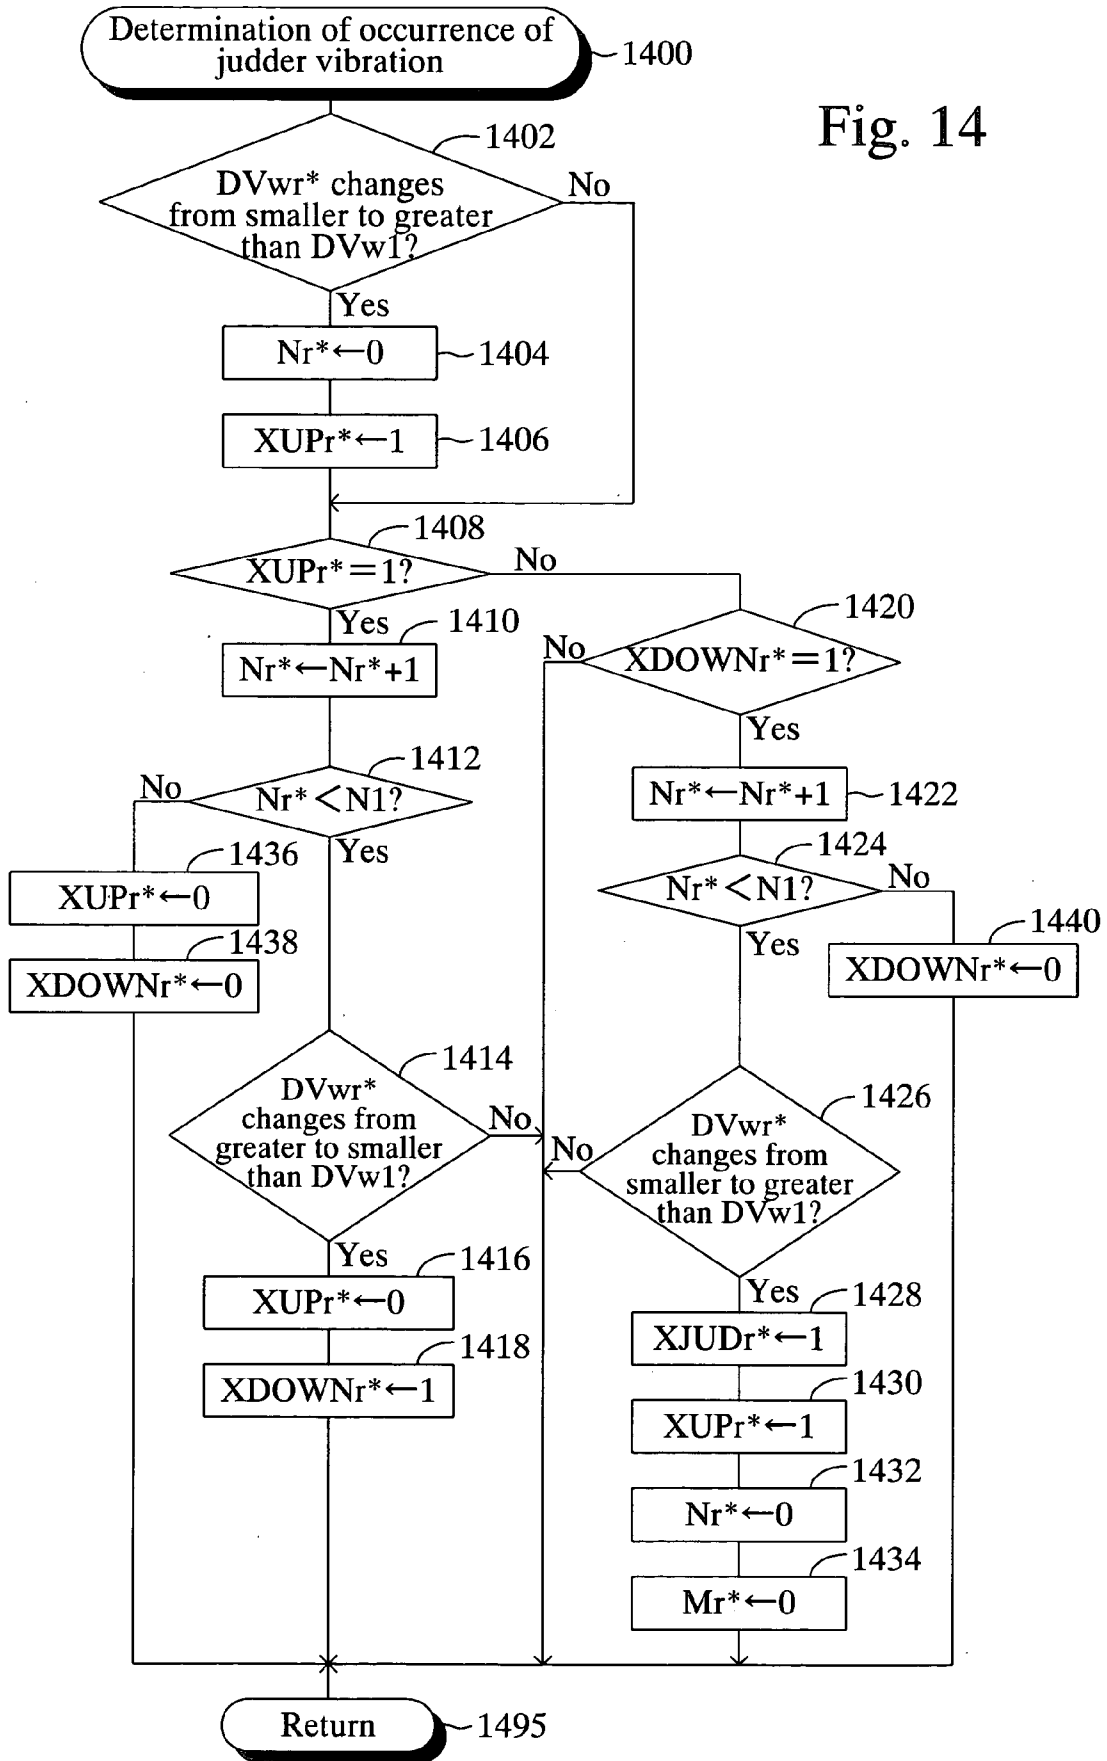 Determination of occurrence of
judder vibration
1400
Fig. 14
1402
DVwr* changes
from smaller to greater
than DVw1?
No
Yes
Nr*←0
1404
XUPr*←1
1406
1408
XUPr*=1?
No
Yes
1410
Nr*←Nr*+1
1420
No
XDOWNr*=1?
Yes
1412
No
Nr*<N1?
Yes
Nr*←Nr*+1
1422
1424
Nr*<N1?
No
Yes
1436
XUPr*←0
1438
XDOWNr*←0
1440
XDOWNr*←0
1414
DVwr*
changes from
greater to smaller
than DVw1?
No
Yes
1426
No
DVwr*
changes from
smaller to greater
than DVw1?
Yes
1416
XUPr*←0
1418
XDOWNr*←1
1428
XJUDr*←1
1430
XUPr*←1
1432
Nr*←0
1434
Mr*←0
Return
1495